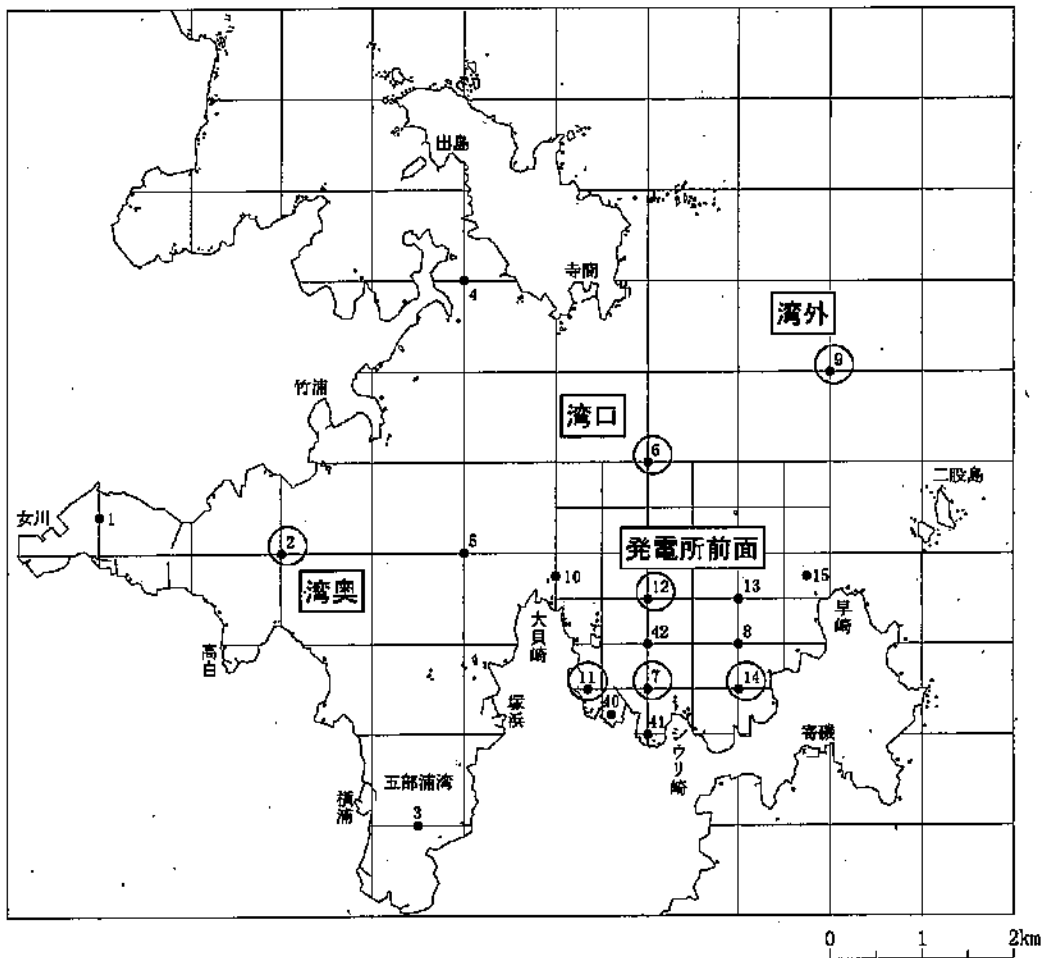 出島
寺間
4
湾外
9
竹浦
湾口
6
二股島
女川
1
2
5
発電所前面
湾奥
10
12
13
15
大貝崎
早崎
高白
42
8
11
7
14
塚浜
40
41
シウリ崎
寄磯
五部浦湾
横浦
3
0 1 2km